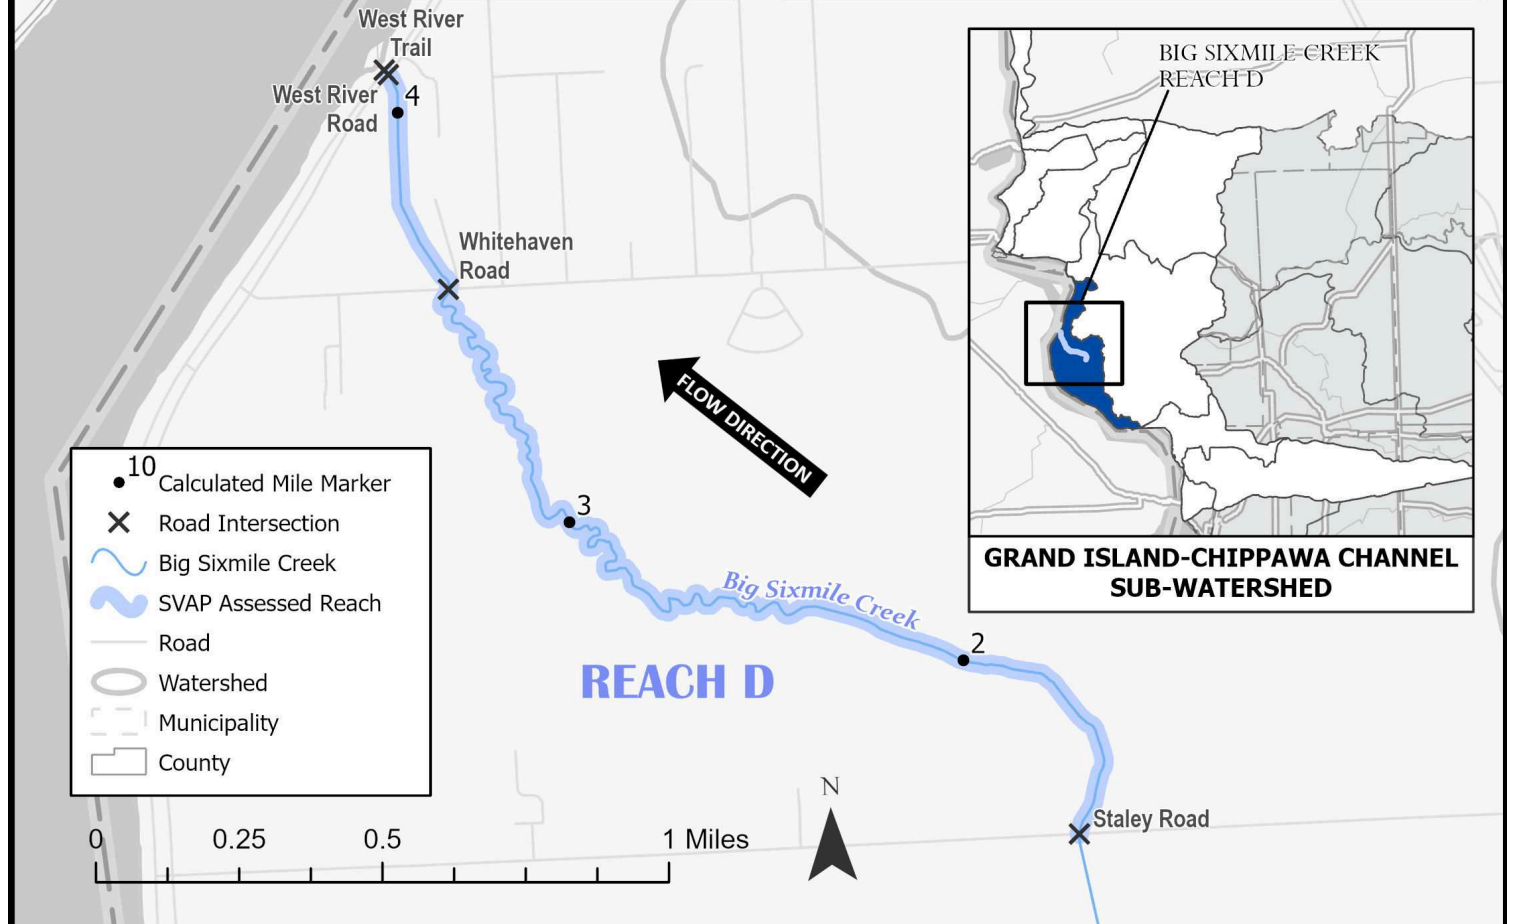 West River
Trail
West River
Road
4
Whitehaven
Road
FLOW DIRECTION
3
Big Sixmile Creek
2
REACH D
Staley Road
N
10
Calculated Mile Marker
Road Intersection
Big Sixmile Creek
SVAP Assessed Reach
Road
Watershed
Municipality
County
0 0.25 0.5 1 Miles
BIG SIXMILE CREEK
REACH D
GRAND ISLAND-CHIPPAWA CHANNEL
SUB-WATERSHED